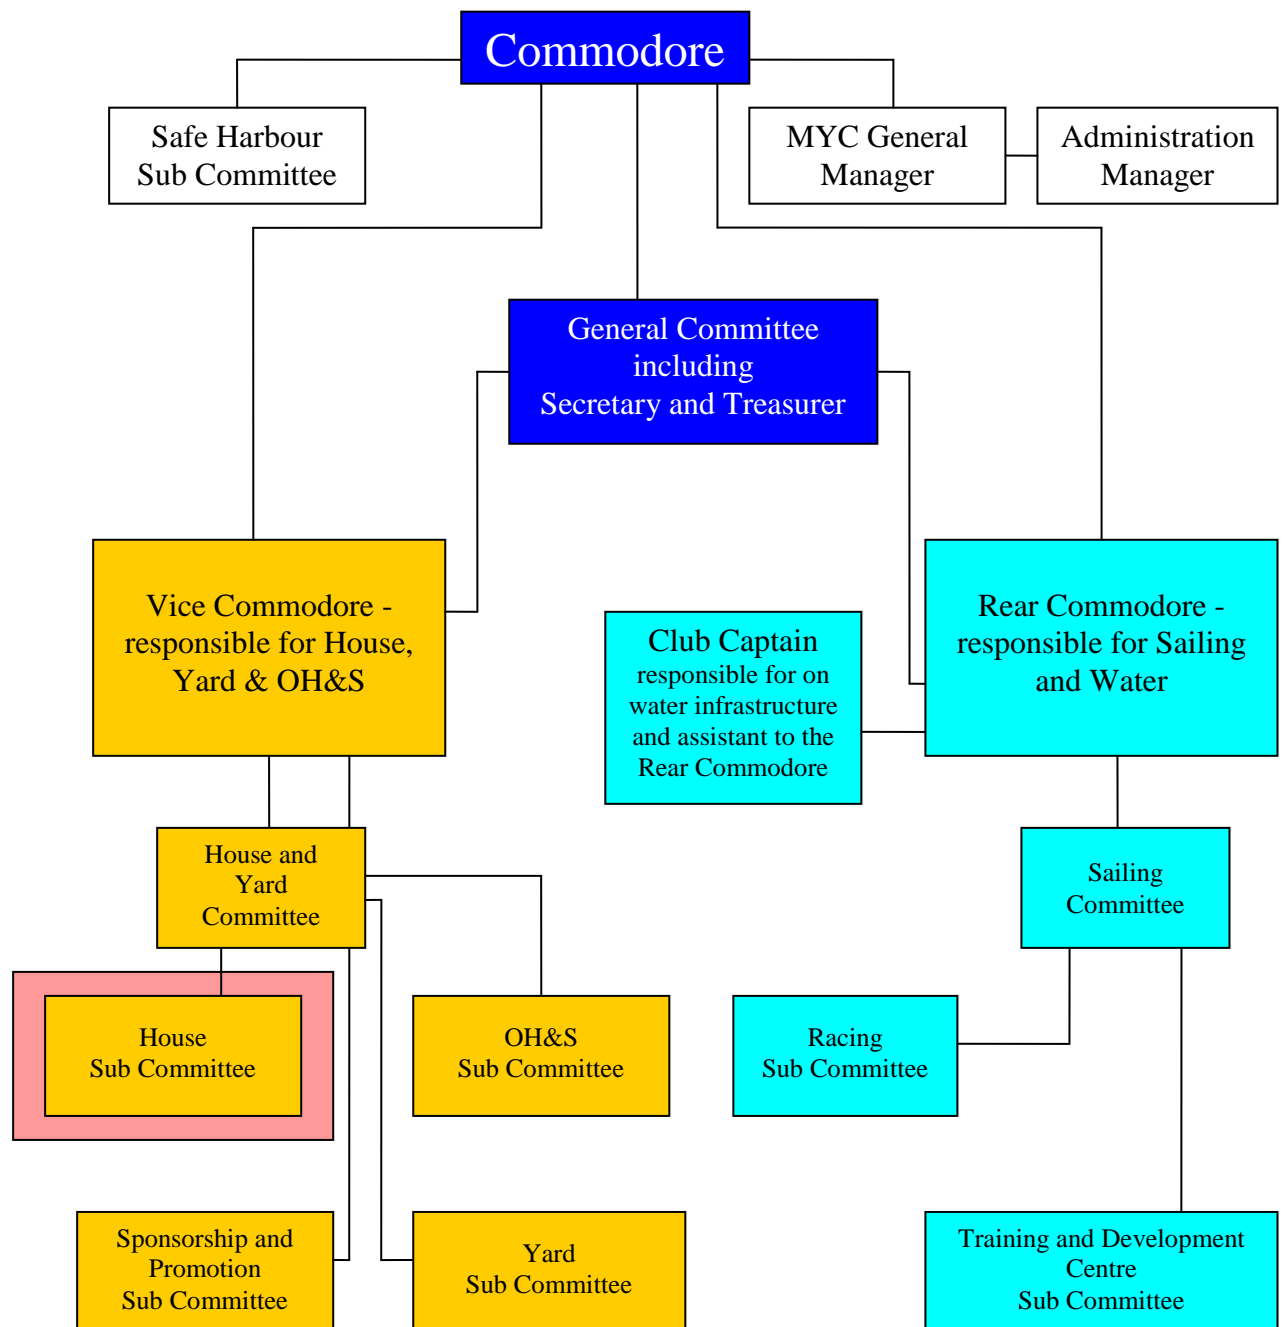 Commodore
Safe Harbour
Sub Committee
MYC General
Manager
Administration
Manager
General Committee
including
Secretary and Treasurer
Vice Commodore -
responsible for House,
Yard & OH&S
Club Captain
responsible for on
water infrastructure
and assistant to the
Rear Commodore
Rear Commodore -
responsible for Sailing
and Water
House and
Yard
Committee
Sailing
Committee
House
Sub Committee
OH&S
Sub Committee
Racing
Sub Committee
Sponsorship and
Promotion
Sub Committee
Yard
Sub Committee
Training and Development
Centre
Sub Committee